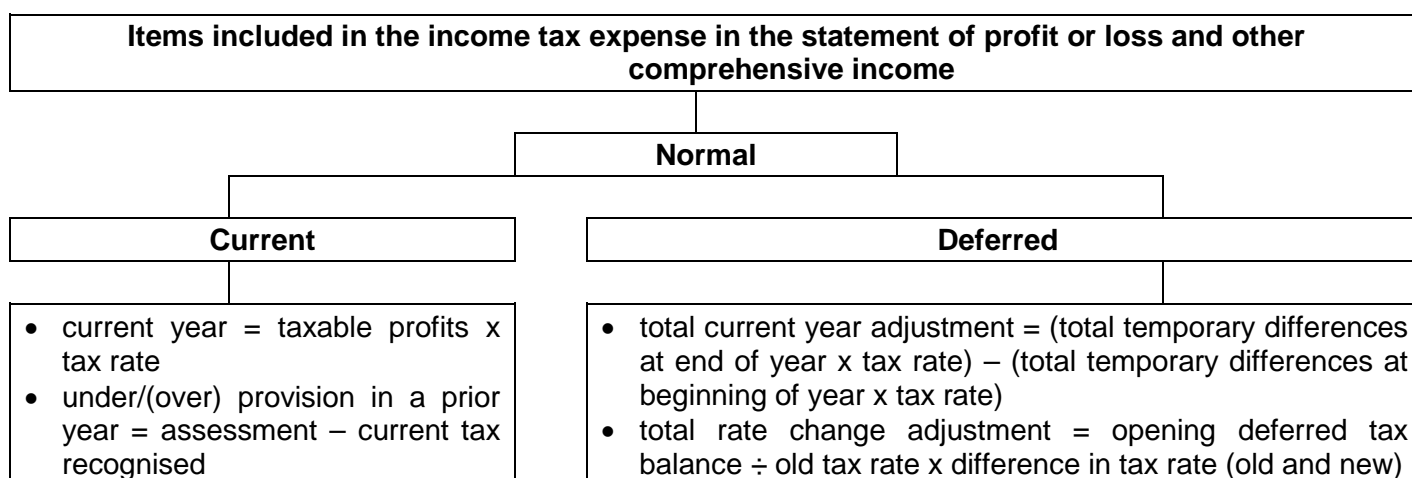 Items included in the income tax expense in the statement of profit or loss and other
comprehensive income
Normal
Current
Deferred
• current year = taxable profits x
tax rate
• under/(over) provision in a prior
year = assessment – current tax
recognised
• total current year adjustment = (total temporary differences
at end of year x tax rate) – (total temporary differences at
beginning of year x tax rate)
• total rate change adjustment = opening deferred tax
balance ÷ old tax rate x difference in tax rate (old and new)